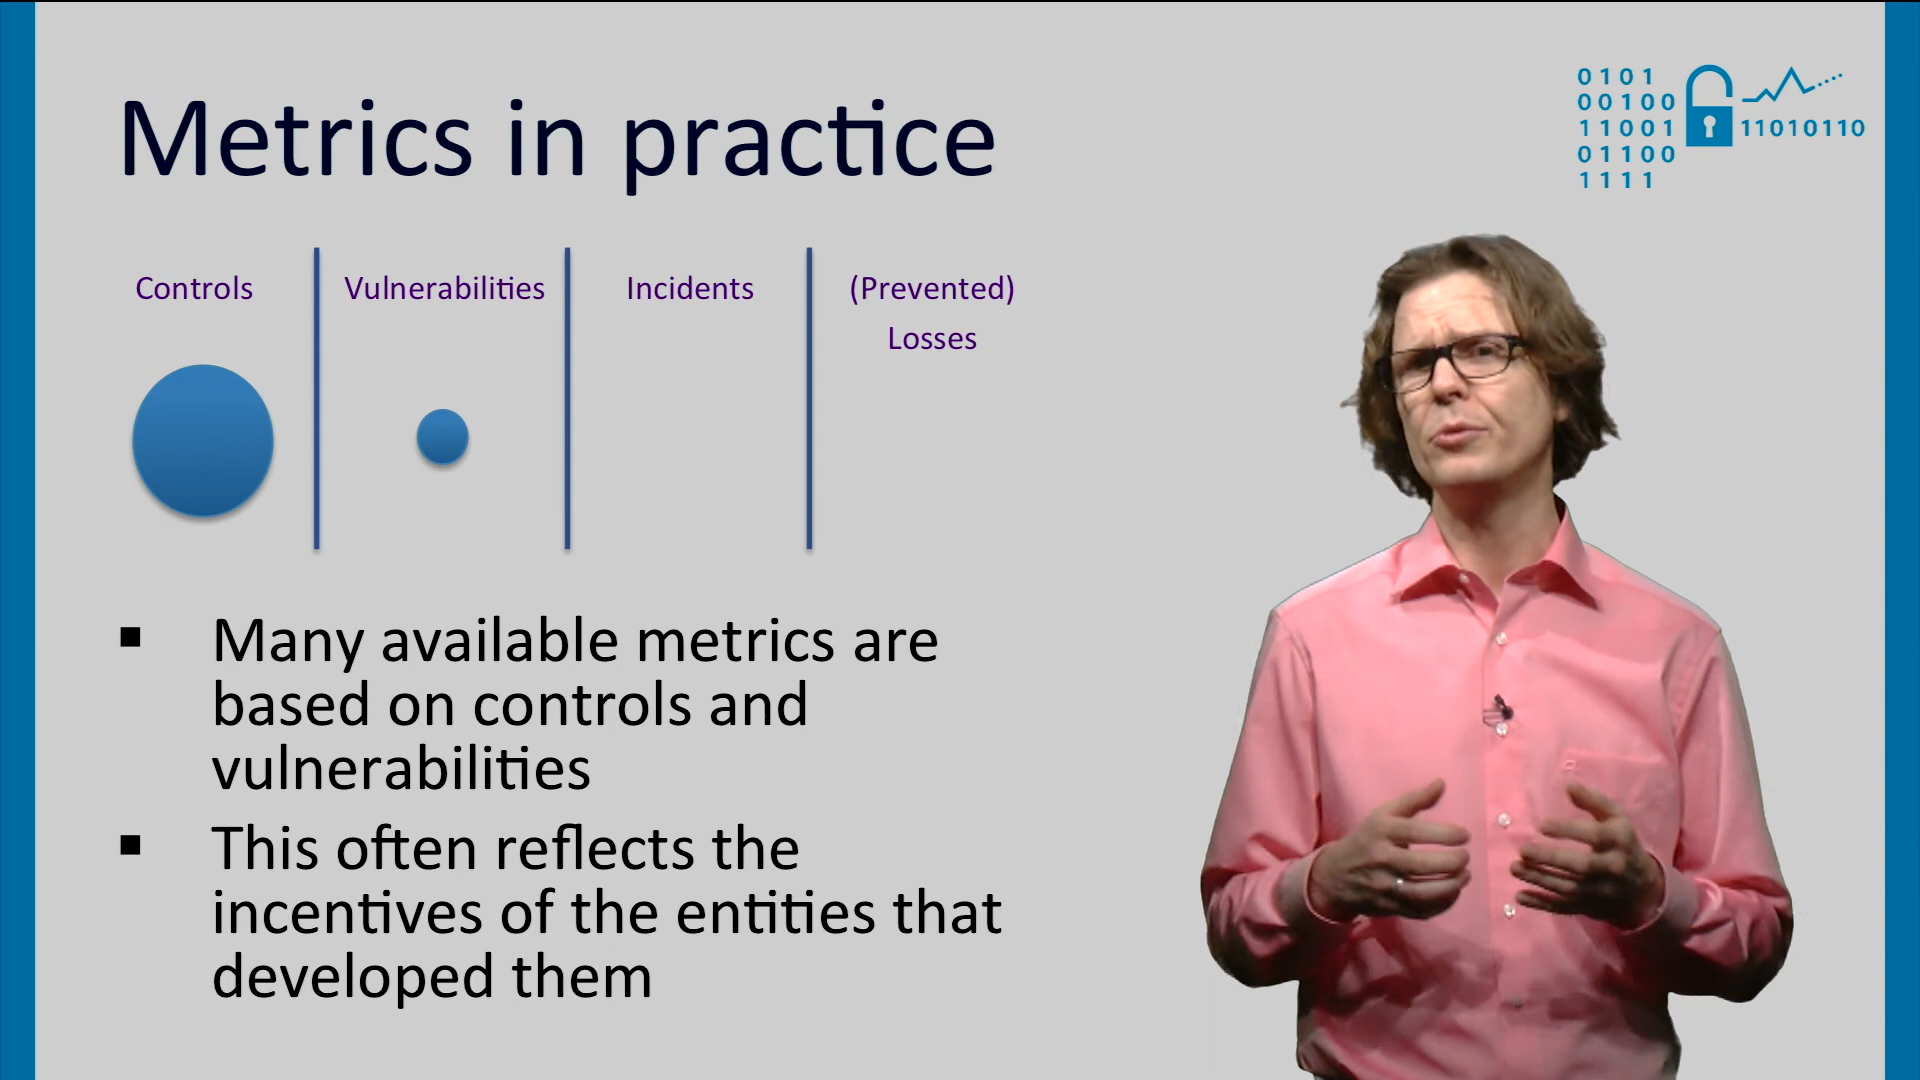 Metrics in practice
0101
00100
11001
01100
1111
11010110
Controls
Vulnerabilities
Incidents
(Prevented)
Losses
▪ Many available metrics are
based on controls and
vulnerabilities
▪ This often reflects the
incentives of the entities that
developed them